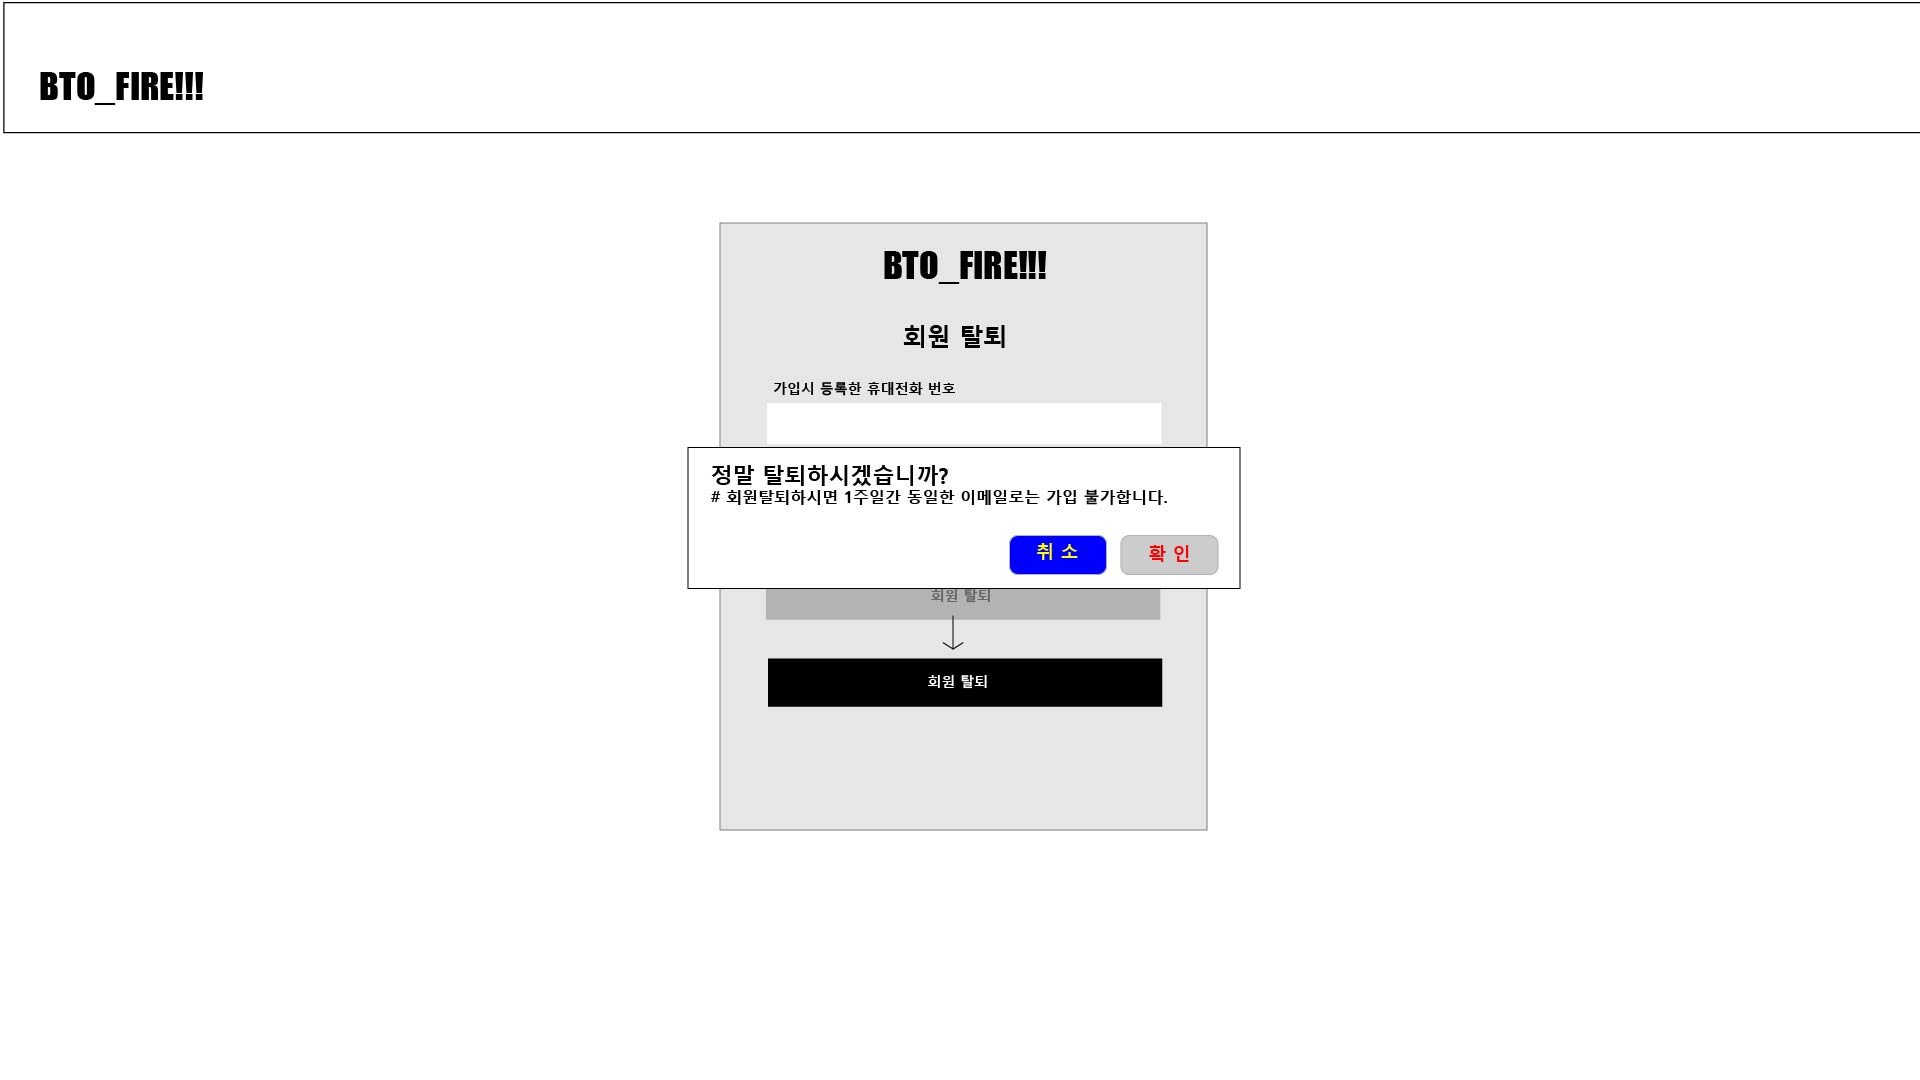 BTO_FIRE!!!
BTO_FIRE!!!
회원 탈퇴
가입시 등록한 휴대전화 번호
정말 탈퇴하시겠습니까?
# 회원탈퇴하시면 1주일간 동일한 이메일로는 가입 불가합니다.
취 소
확 인
회원 탈퇴
회원 탈퇴